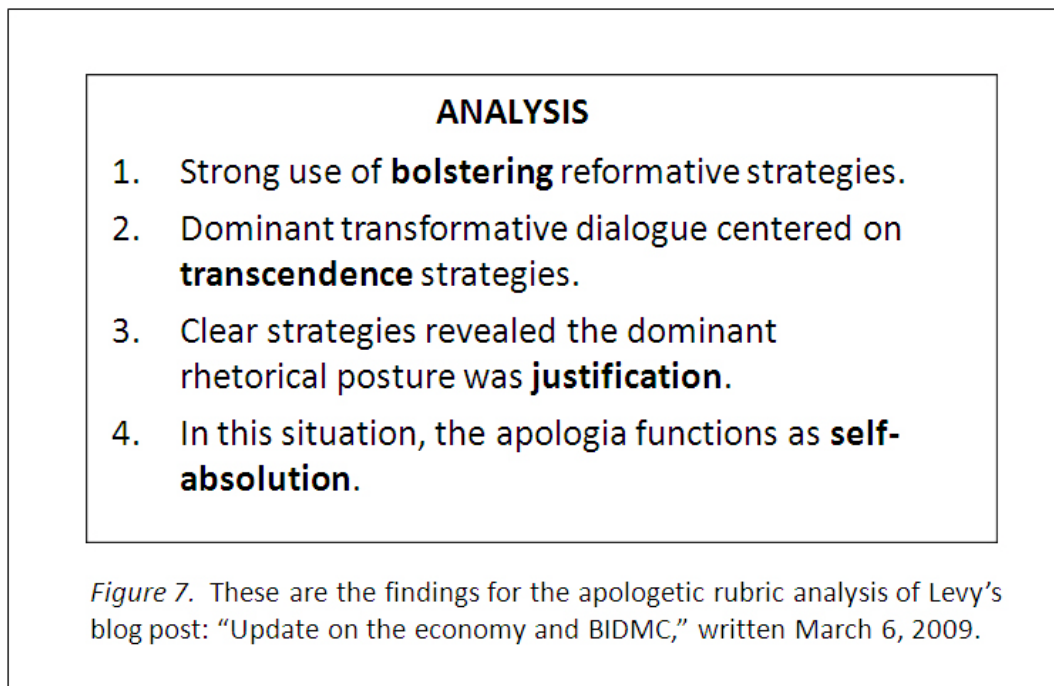 ANALYSIS
1. Strong use of bolstering reformative strategies.
2. Dominant transformative dialogue centered on
transcendence strategies.
3. Clear strategies revealed the dominant
rhetorical posture was justification.
4. In this situation, the apologia functions as self-
absolution.
Figure 7. These are the findings for the apologetic rubric analysis of Levy’s
blog post: “Update on the economy and BIDMC,” written March 6, 2009.